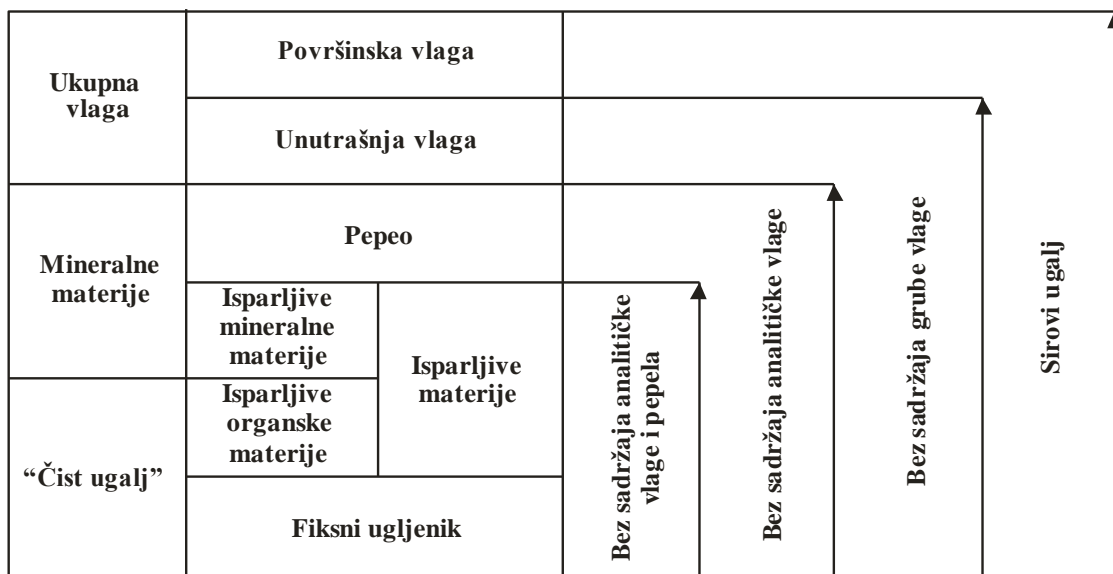 Ukupna
vlaga
Površinska vlaga
Unutrašnja vlaga
Mineralne
materije
Pepeo
Isparljive
mineralne
materije
Isparljive
materije
“Čist ugalj”
Isparljive
organske
materije
Fiksni ugljenik
Bez sadržaja analitičke
vlage i pepela
Bez sadržaja analitičke vlage
Bez sadržaja grube vlage
Sirovi ugalj